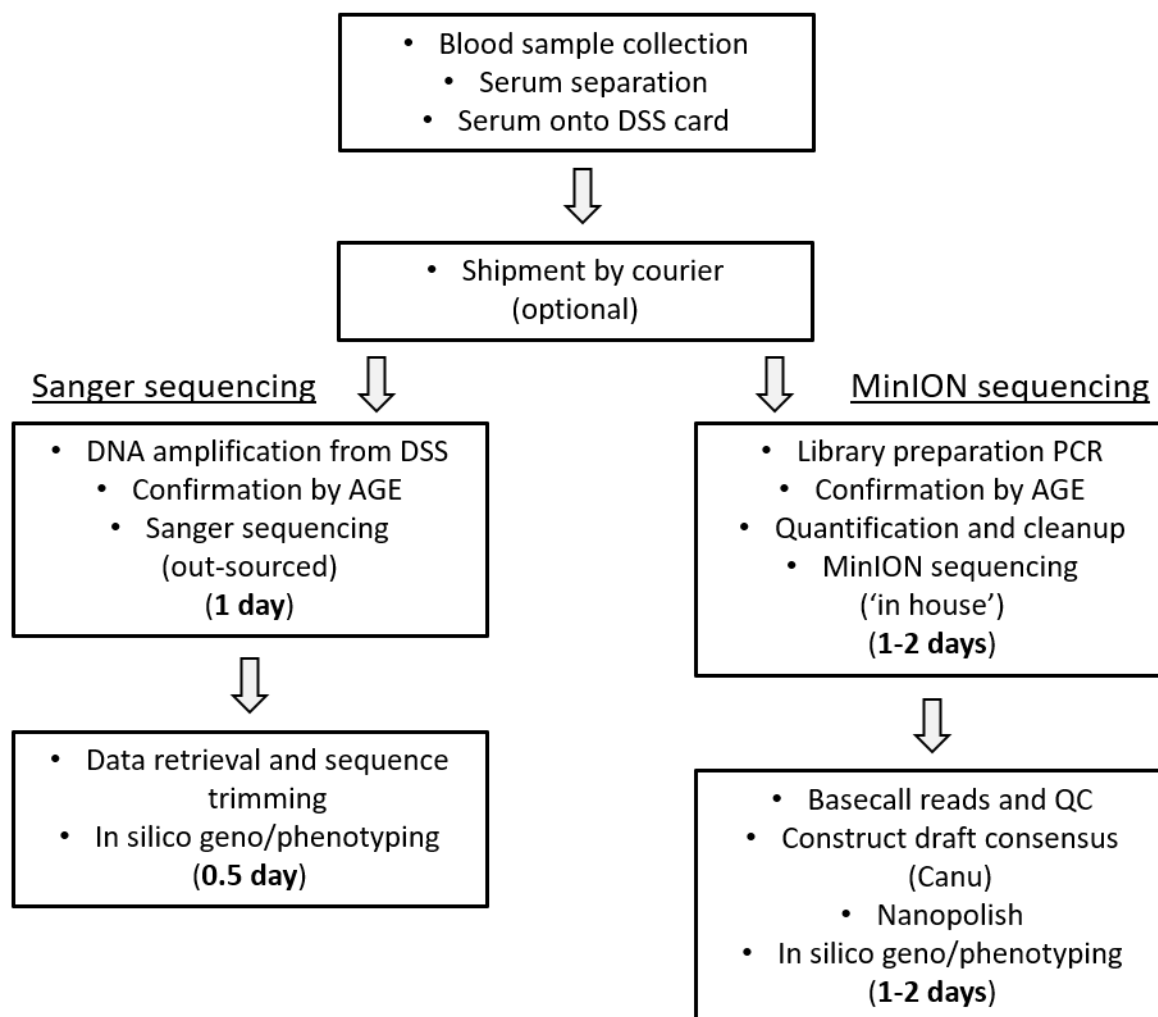 • Blood sample collection
• Serum separation
• Serum onto DSS card
• Shipment by courier
(optional)
Sanger sequencing
• DNA amplification from DSS
• Confirmation by AGE
• Sanger sequencing
(out-sourced)
(1 day)
• Data retrieval and sequence
trimming
• In silico geno/phenotyping
(0.5 day)
MinION sequencing
• Library preparation PCR
• Confirmation by AGE
• Quantification and cleanup
• MinION sequencing
(‘in house’)
(1-2 days)
• Basecall reads and QC
• Construct draft consensus
(Canu)
• Nanopolish
• In silico geno/phenotyping
(1-2 days)